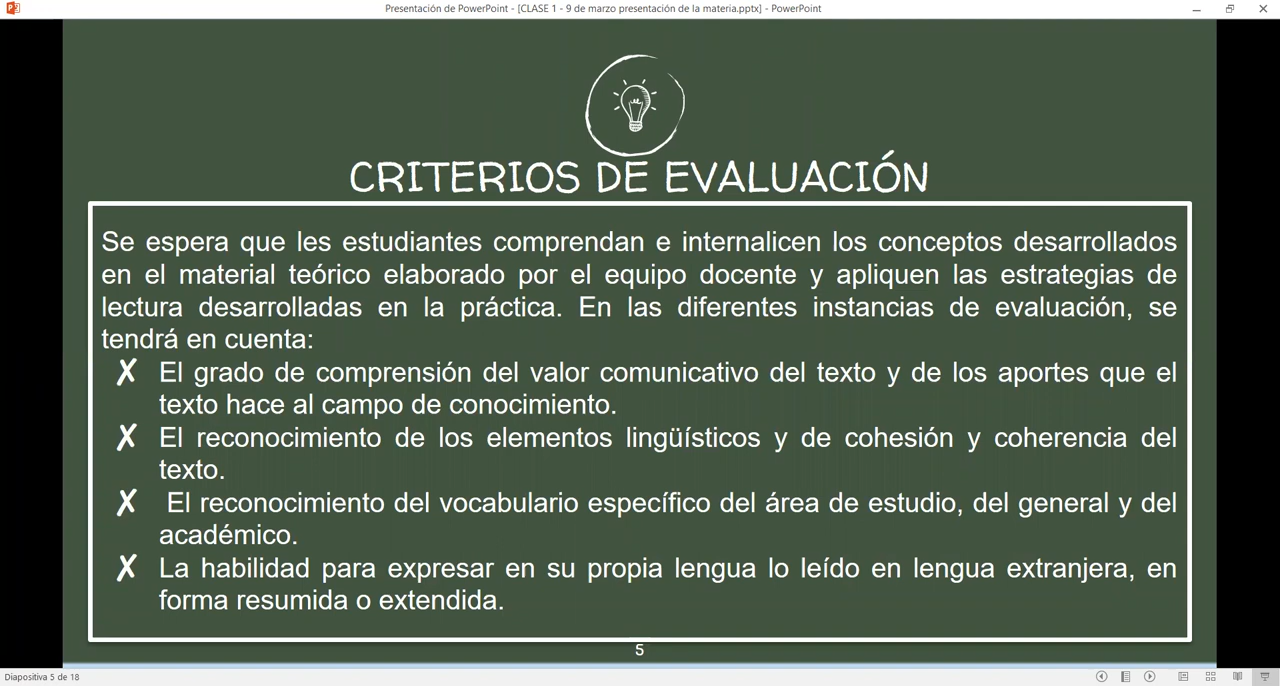 Presentación de PowerPoint - [CLASE 1 - 9 de marzo presentación de la materia.pptx] - PowerPoint
CRITERIOS DE EVALUACIÓN
Se espera que les estudiantes comprendan e internalicen los conceptos desarrollados
en el material teórico elaborado por el equipo docente y apliquen las estrategias de
lectura desarrolladas en la práctica. En las diferentes instancias de evaluación, se
tendrá en cuenta:
✗ El grado de comprensión del valor comunicativo del texto y de los aportes que el
texto hace al campo de conocimiento.
✗ El reconocimiento de los elementos lingüísticos y de cohesión y coherencia del
texto.
✗ El reconocimiento del vocabulario específico del área de estudio, del general y del
académico.
✗ La habilidad para expresar en su propia lengua lo leído en lengua extranjera, en
forma resumida o extendida.
5
Diapositiva 5 de 18